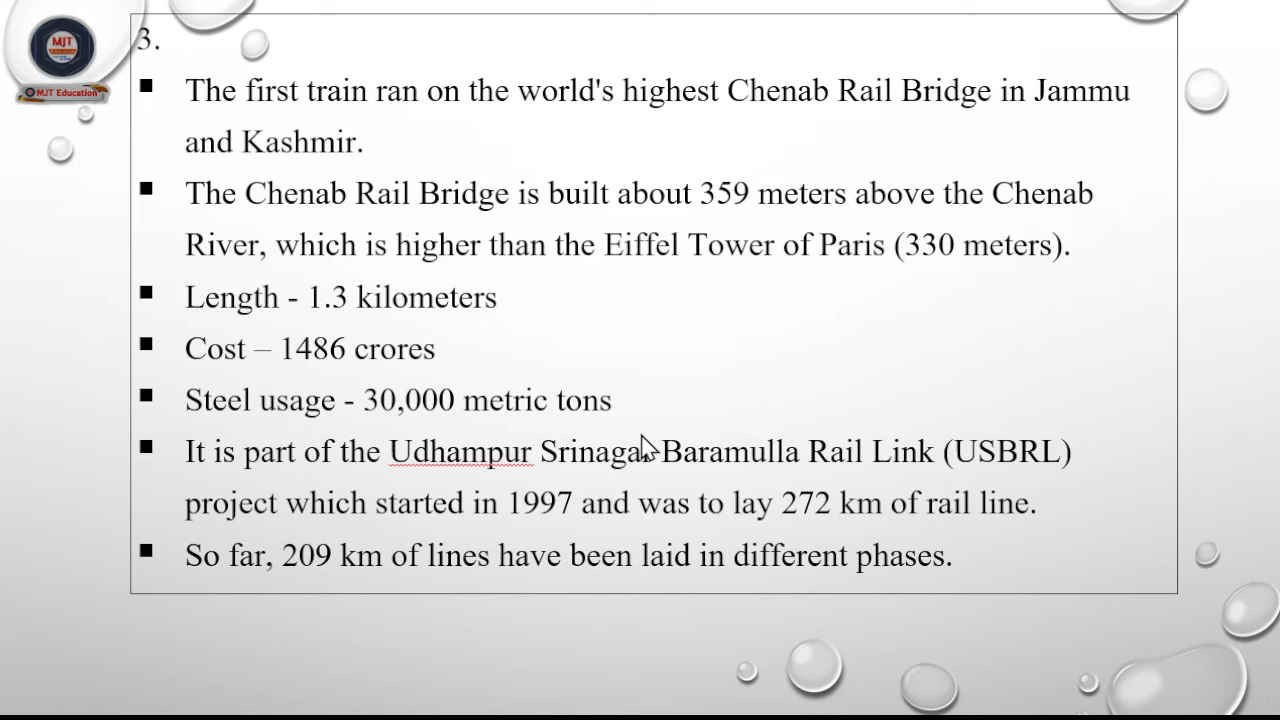 MJT
Education
MJT Education
3.
▪ The first train ran on the world's highest Chenab Rail Bridge in Jammu
and Kashmir.
▪ The Chenab Rail Bridge is built about 359 meters above the Chenab
River, which is higher than the Eiffel Tower of Paris (330 meters).
▪ Length - 1.3 kilometers
▪ Cost – 1486 crores
▪ Steel usage - 30,000 metric tons
▪ It is part of the Udhampur Srinagar Baramulla Rail Link (USBRL)
project which started in 1997 and was to lay 272 km of rail line.
▪ So far, 209 km of lines have been laid in different phases.